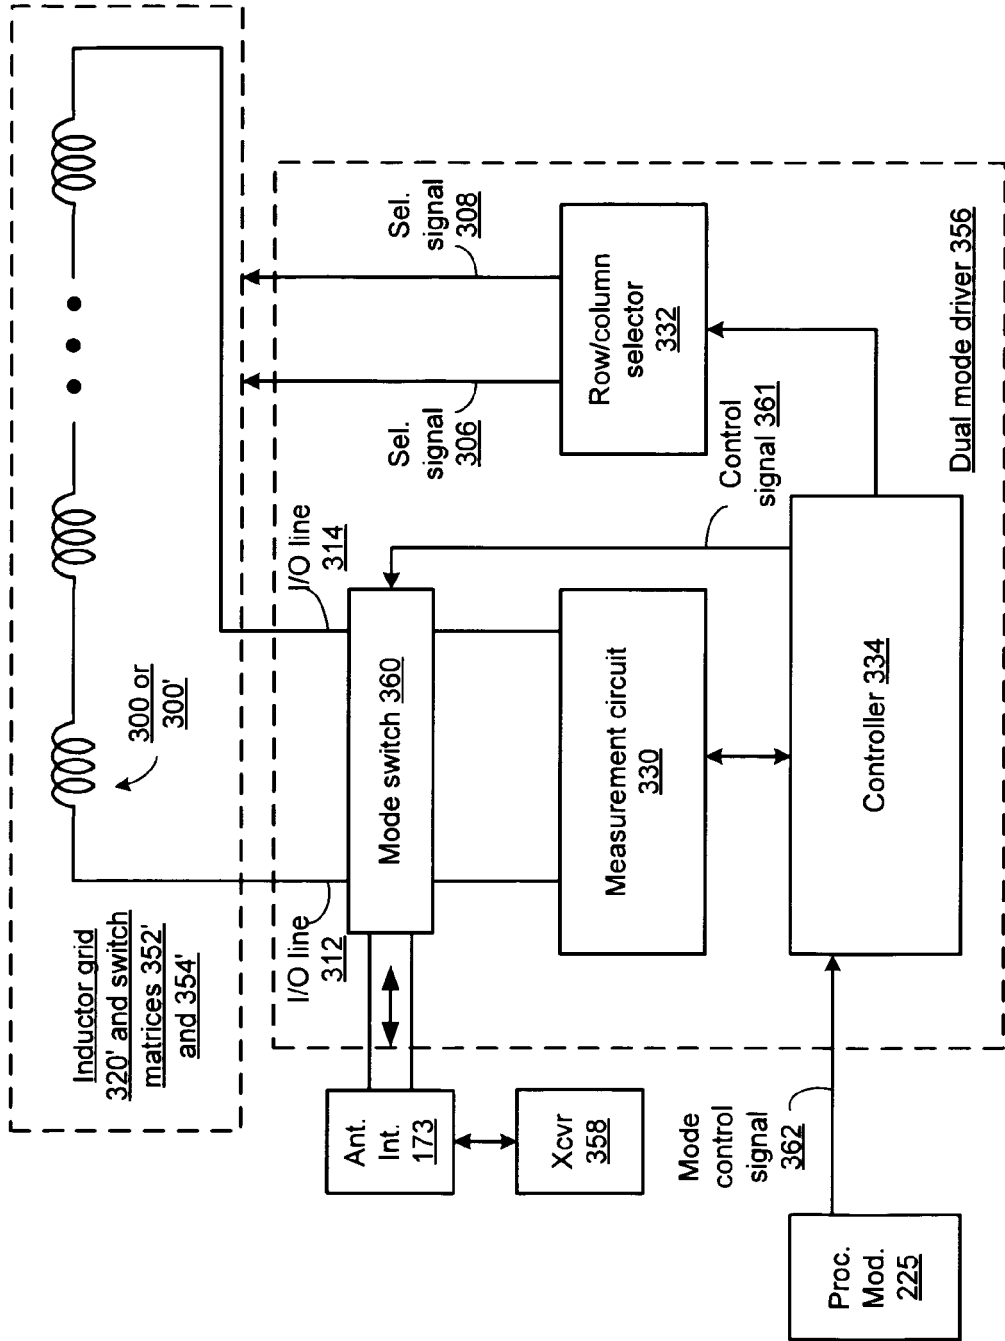 Inductor grid
320' and switch
matrices 352'
and 354'
300 or
300'
I/O line
312
I/O line
314
Sel.
signal
306
Sel.
signal
308
Ant.
Int.
173
Mode switch 360
Xcvr
358
Measurement circuit
330
Row/column
selector
332
Control
signal 361
Mode
control
signal
362
Controller 334
Proc.
Mod.
225
Dual mode driver 356